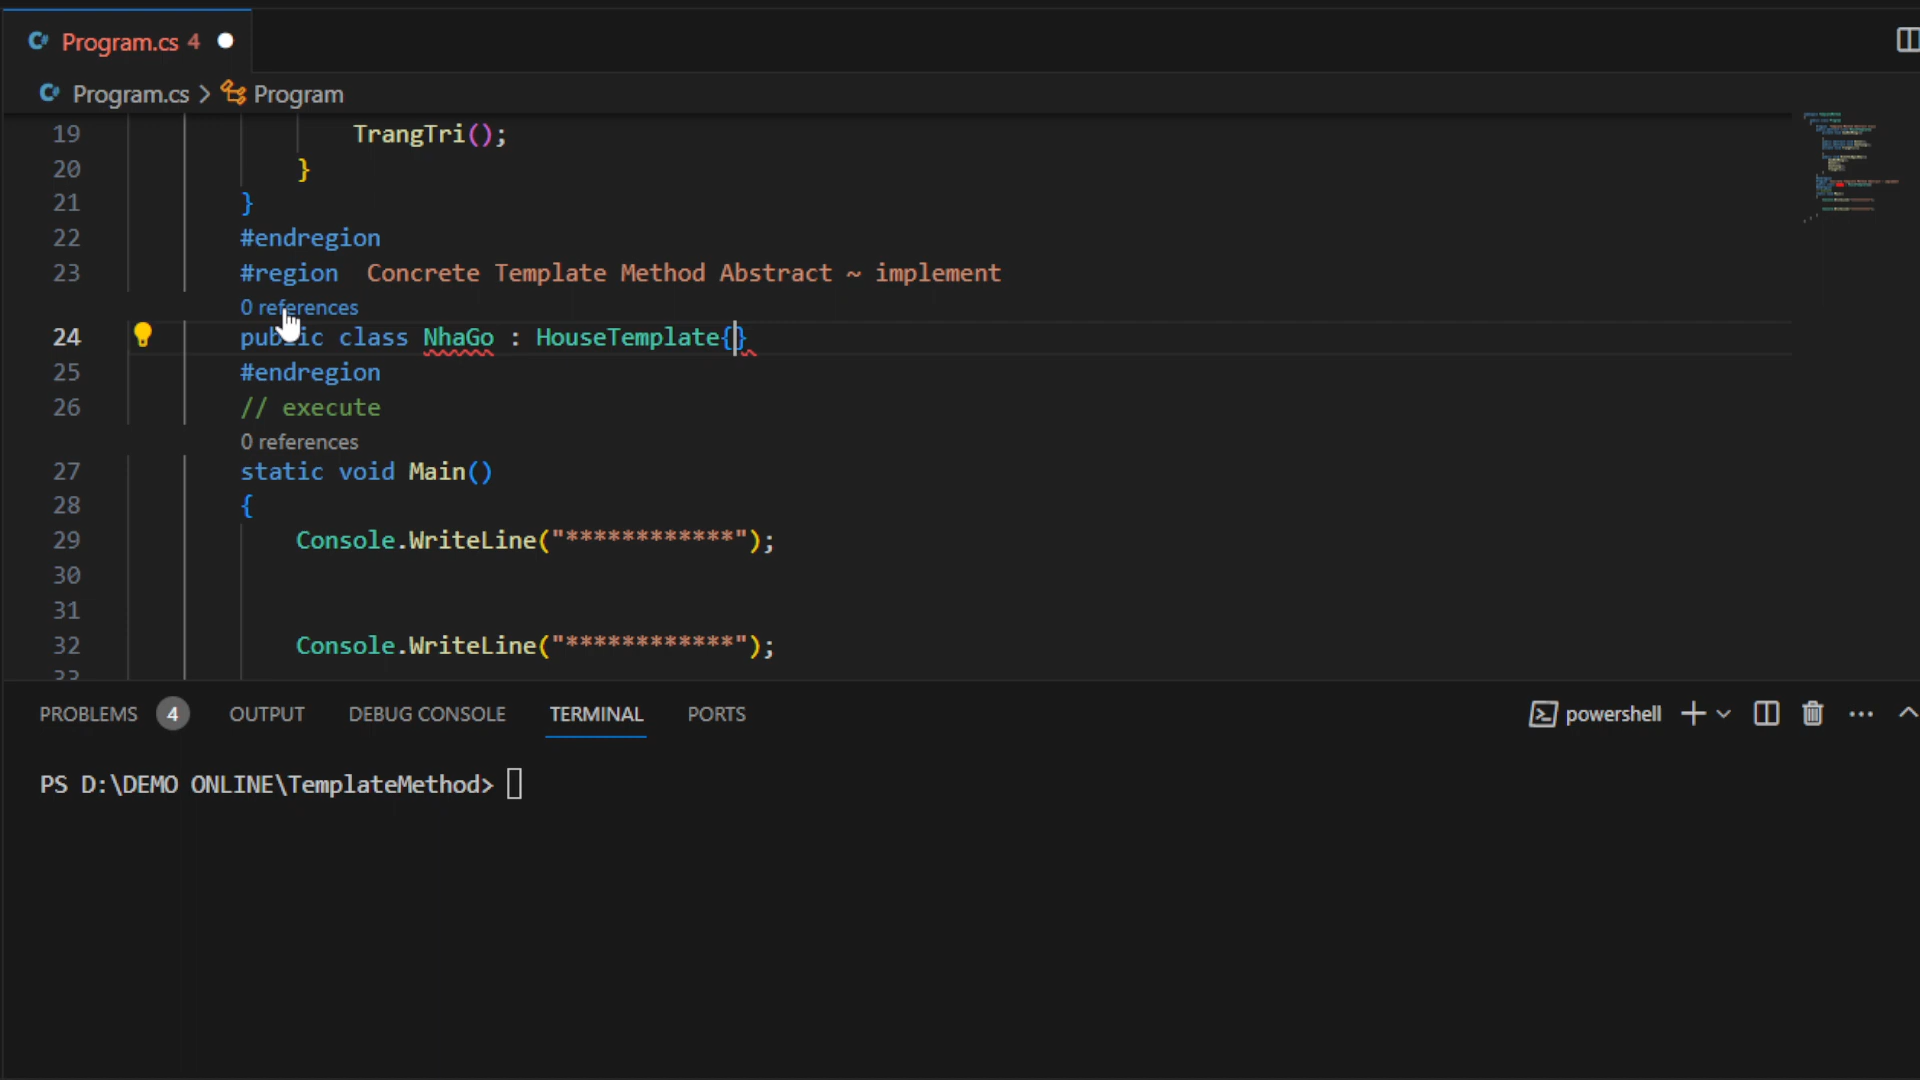 Program.cs 4
Program.cs > Program
19 TrangTri();
20 }
21 }
22 #endregion
23 #region Concrete Template Method Abstract ~ implement
0 references
24 public class NhaGo : HouseTemplate{}
25 #endregion
26 // execute
0 references
27 static void Main()
28 {
29 Console.WriteLine("************");
30
31
32 Console.WriteLine("************");
33
PROBLEMS 4 OUTPUT DEBUG CONSOLE TERMINAL PORTS powershell
PS D:\DEMO ONLINE\TemplateMethod>